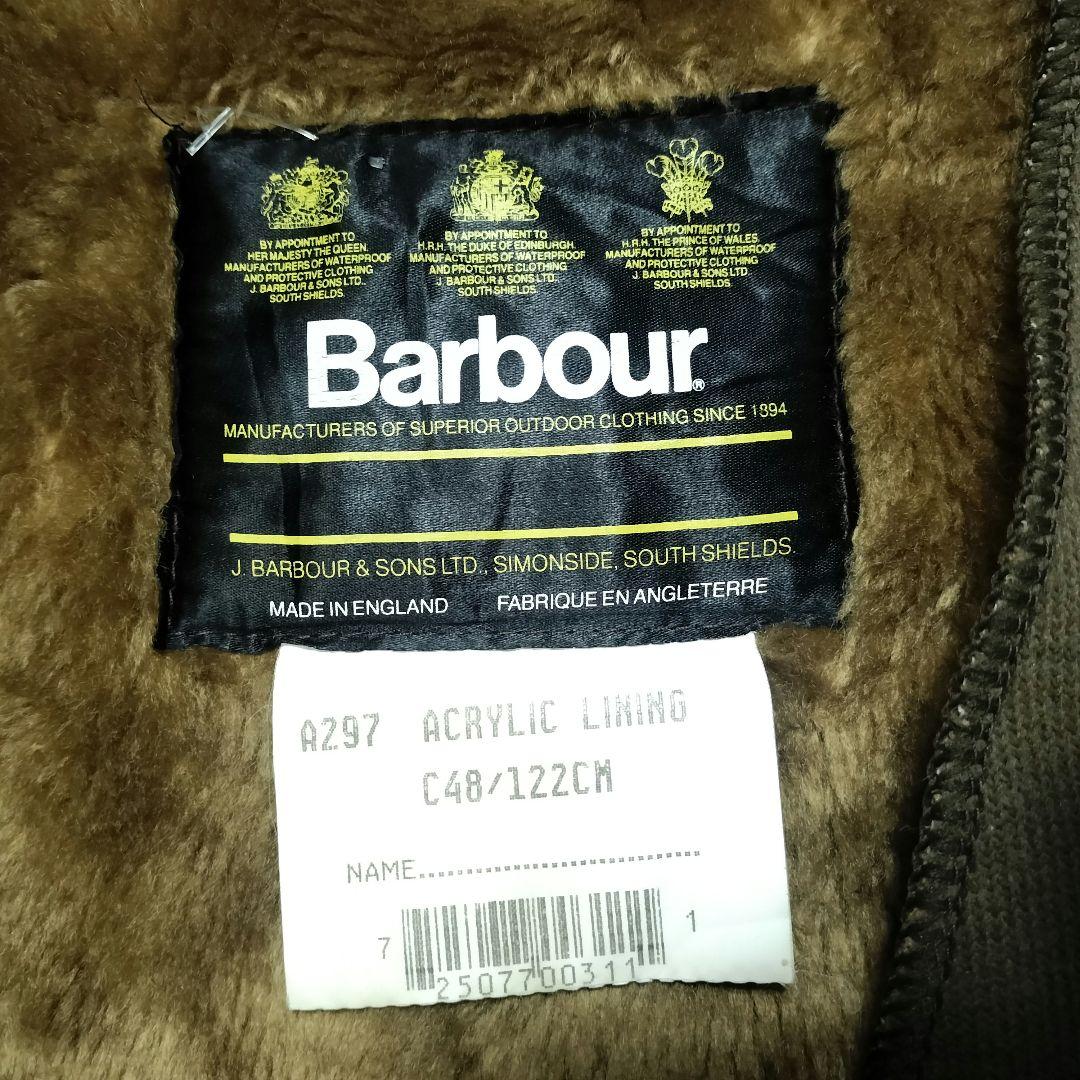 BY APPOINTMENT TO
HER MAJESTY THE QUEEN.
MANUFACTURERS OF WATERPROOF
AND PROTECTIVE CLOTHING
J. BARBOUR & SONS LTD.,
SOUTH SHIELDS.
BY APPOINTMENT TO
H.R.H. THE DUKE OF EDINBURGH.
MANUFACTURERS OF WATERPROOF
AND PROTECTIVE CLOTHING
J. BARBOUR & SONS LTD.
SOUTH SHIELDS.
BY APPOINTMENT TO
H.R.H. THE PRINCE OF WALES
MANUFACTURERS OF WATERPROOF
AND PROTECTIVE CLOTHING
J. BARBOUR & SONS LTD
SOUTH SHIELDS.
Barbour®
MANUFACTURERS OF SUPERIOR OUTDOOR CLOTHING SINCE 1894
J. BARBOUR & SONS LTD., SIMONSIDE, SOUTH SHIELDS.
MADE IN ENGLAND FABRIQUE EN ANGLETERRE
A297 ACRYLIC LINING
C48/122CM
NAME..............................
7 25077 00311 1